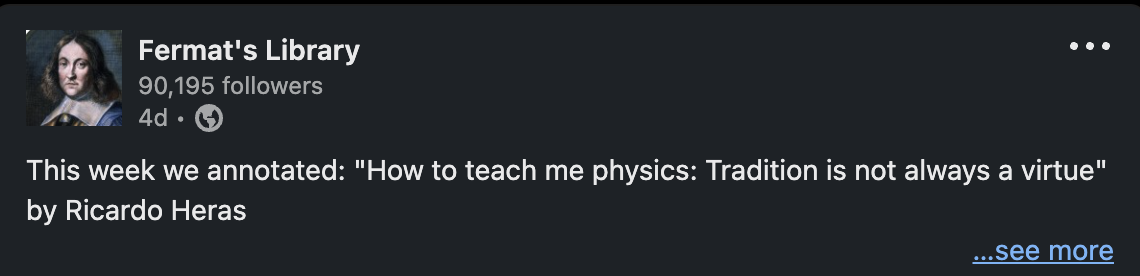 Fermat's Library
90,195 followers
4d •
This week we annotated: "How to teach me physics: Tradition is not always a virtue"
by Ricardo Heras
...see more